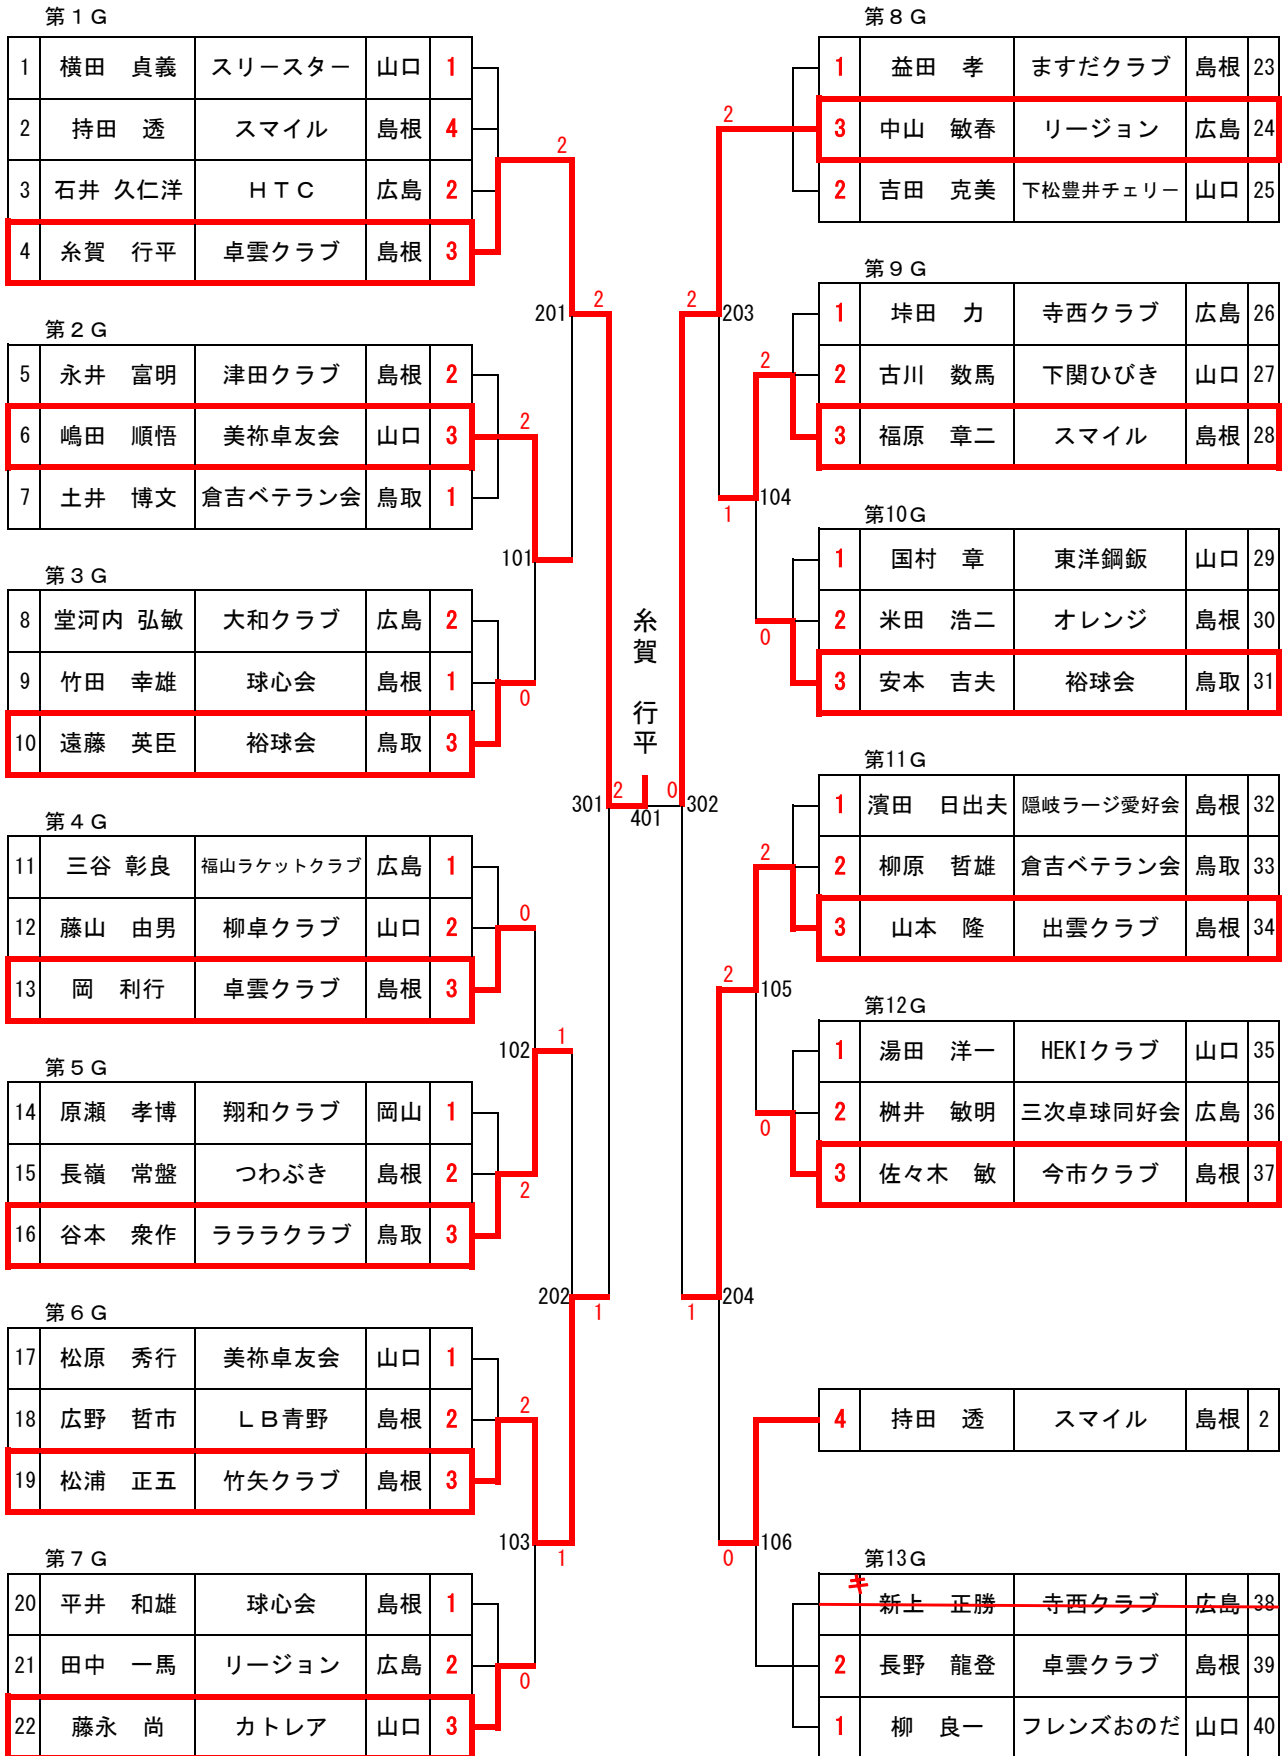 第１G
1 横田 貞義 スリースター 山口 1
2 持田 透 スマイル 島根 4
3 石井 久仁洋 ＨＴＣ 広島 2
4 糸賀 行平 卓雲クラブ 島根 3
2
201
2
第２G
5 永井 富明 津田クラブ 島根 2
6 嶋田 順悟 美祢卓友会 山口 3
7 土井 博文 倉吉ベテラン会 鳥取 1
2
101
第３G
8 堂河内 弘敏 大和クラブ 広島 2
9 竹田 幸雄 球心会 島根 1
10 遠藤 英臣 裕球会 鳥取 3
0
第４G
11 三谷 彰良 福山ラケットクラブ 広島 1
12 藤山 由男 柳卓クラブ 山口 2
13 岡 利行 卓雲クラブ 島根 3
0
102
1
第５G
14 原瀬 孝博 翔和クラブ 岡山 1
15 長嶺 常盤 つわぶき 島根 2
16 谷本 衆作 ラララクラブ 鳥取 3
2
202
1
第６G
17 松原 秀行 美祢卓友会 山口 1
18 広野 哲市 ＬＢ青野 島根 2
19 松浦 正五 竹矢クラブ 島根 3
2
103
1
第７G
20 平井 和雄 球心会 島根 1
21 田中 一馬 リージョン 広島 2
22 藤永 尚 カトレア 山口 3
0
糸賀 行平
301
2
401
0
302
第８G
1 益田 孝 ますだクラブ 島根 23
3 中山 敏春 リージョン 広島 24
2 吉田 克美 下松豊井チェリー 山口 25
2
2
203
第９G
1 垰田 力 寺西クラブ 広島 26
2 古川 数馬 下関ひびき 山口 27
3 福原 章二 スマイル 島根 28
2
104
1
第10G
1 国村 章 東洋鋼鈑 山口 29
2 米田 浩二 オレンジ 島根 30
3 安本 吉夫 裕球会 鳥取 31
0
第11G
1 濱田 日出夫 隠岐ラージ愛好会 島根 32
2 柳原 哲雄 倉吉ベテラン会 鳥取 33
3 山本 隆 出雲クラブ 島根 34
2
2
105
第12G
1 湯田 洋一 HEKIクラブ 山口 35
2 桝井 敏明 三次卓球同好会 広島 36
3 佐々木 敏 今市クラブ 島根 37
0
1
204
4 持田 透 スマイル 島根 2
106
0
第13G
キ 新上 正勝 寺西クラブ 広島 38
2 長野 龍登 卓雲クラブ 島根 39
1 柳 良一 フレンズおのだ 山口 40